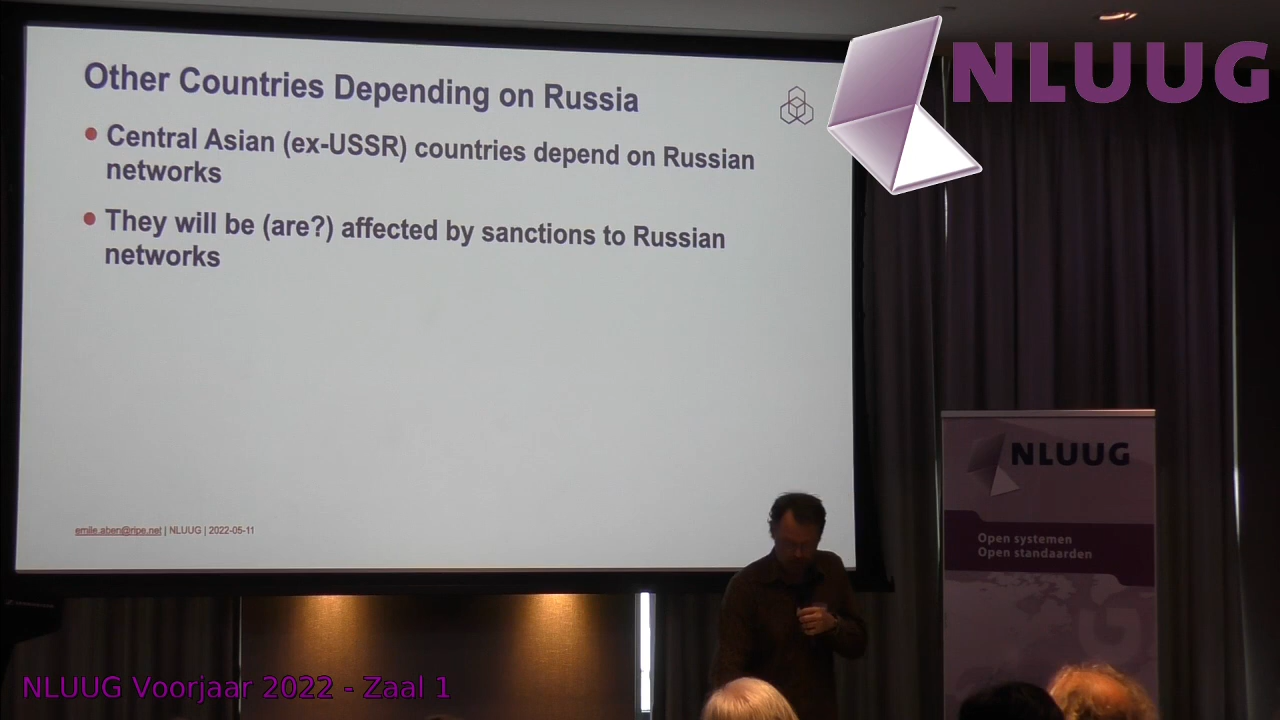 Other Countries Depending on Russia
Central Asian (ex-USSR) countries depend on Russian
networks
They will be (are?) affected by sanctions to Russian
networks
emile.aben@ripe.net | NLUUG | 2022-05-11
NLUUG
NLUUG
Open systemen
Open standaarden
NLUUG Voorjaar 2022 - Zaal 1